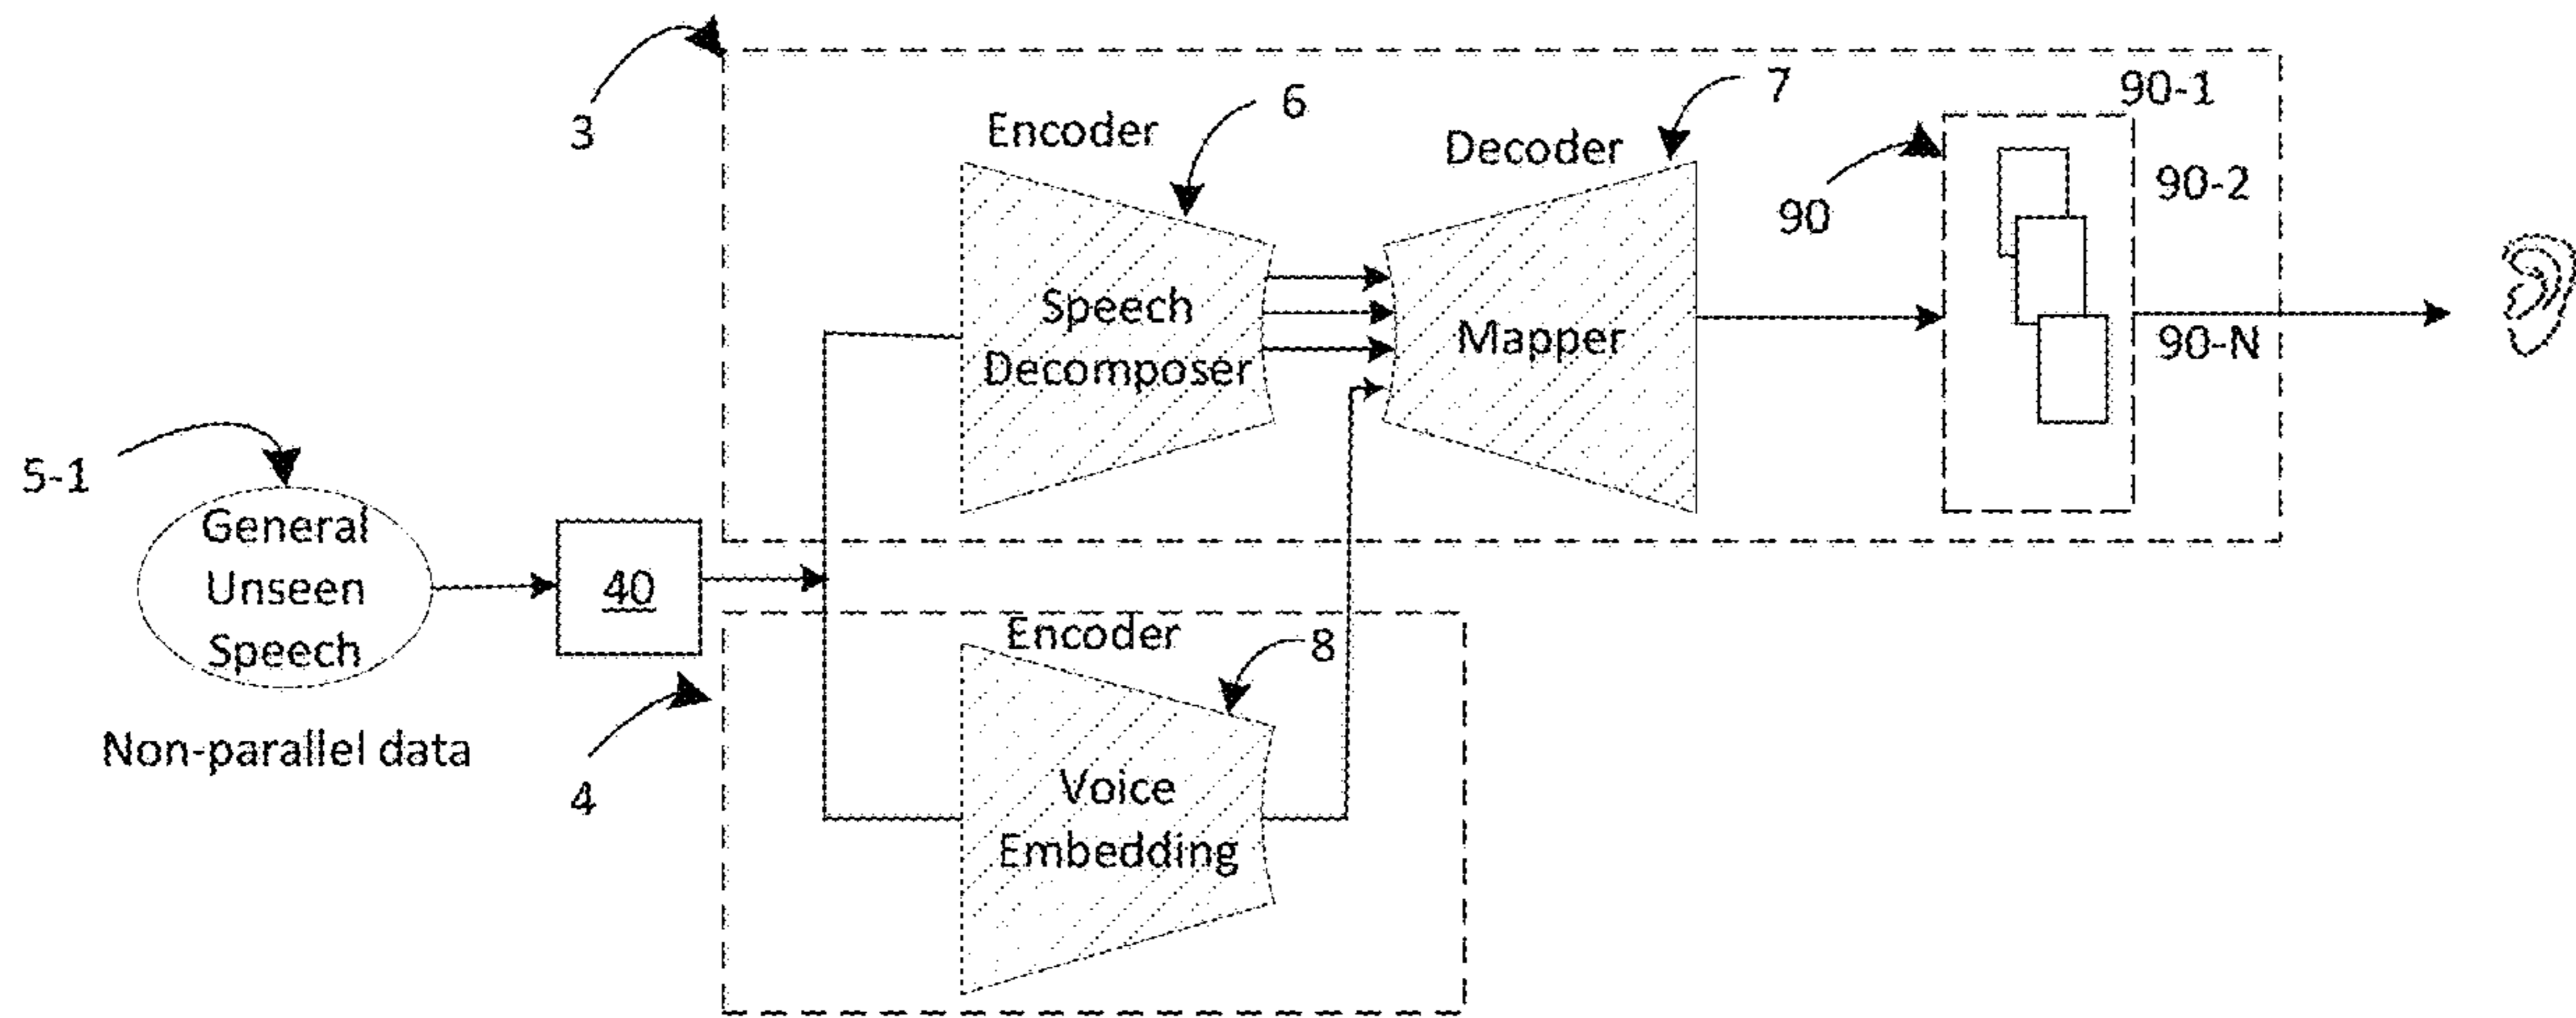 3
Encoder
6
Decoder
7
90-1
90-2
90
90-N
Speech
Decomposer
Mapper
5-1
General
Unseen
Speech
40
Non-parallel data
4
Encoder
8
Voice
Embedding